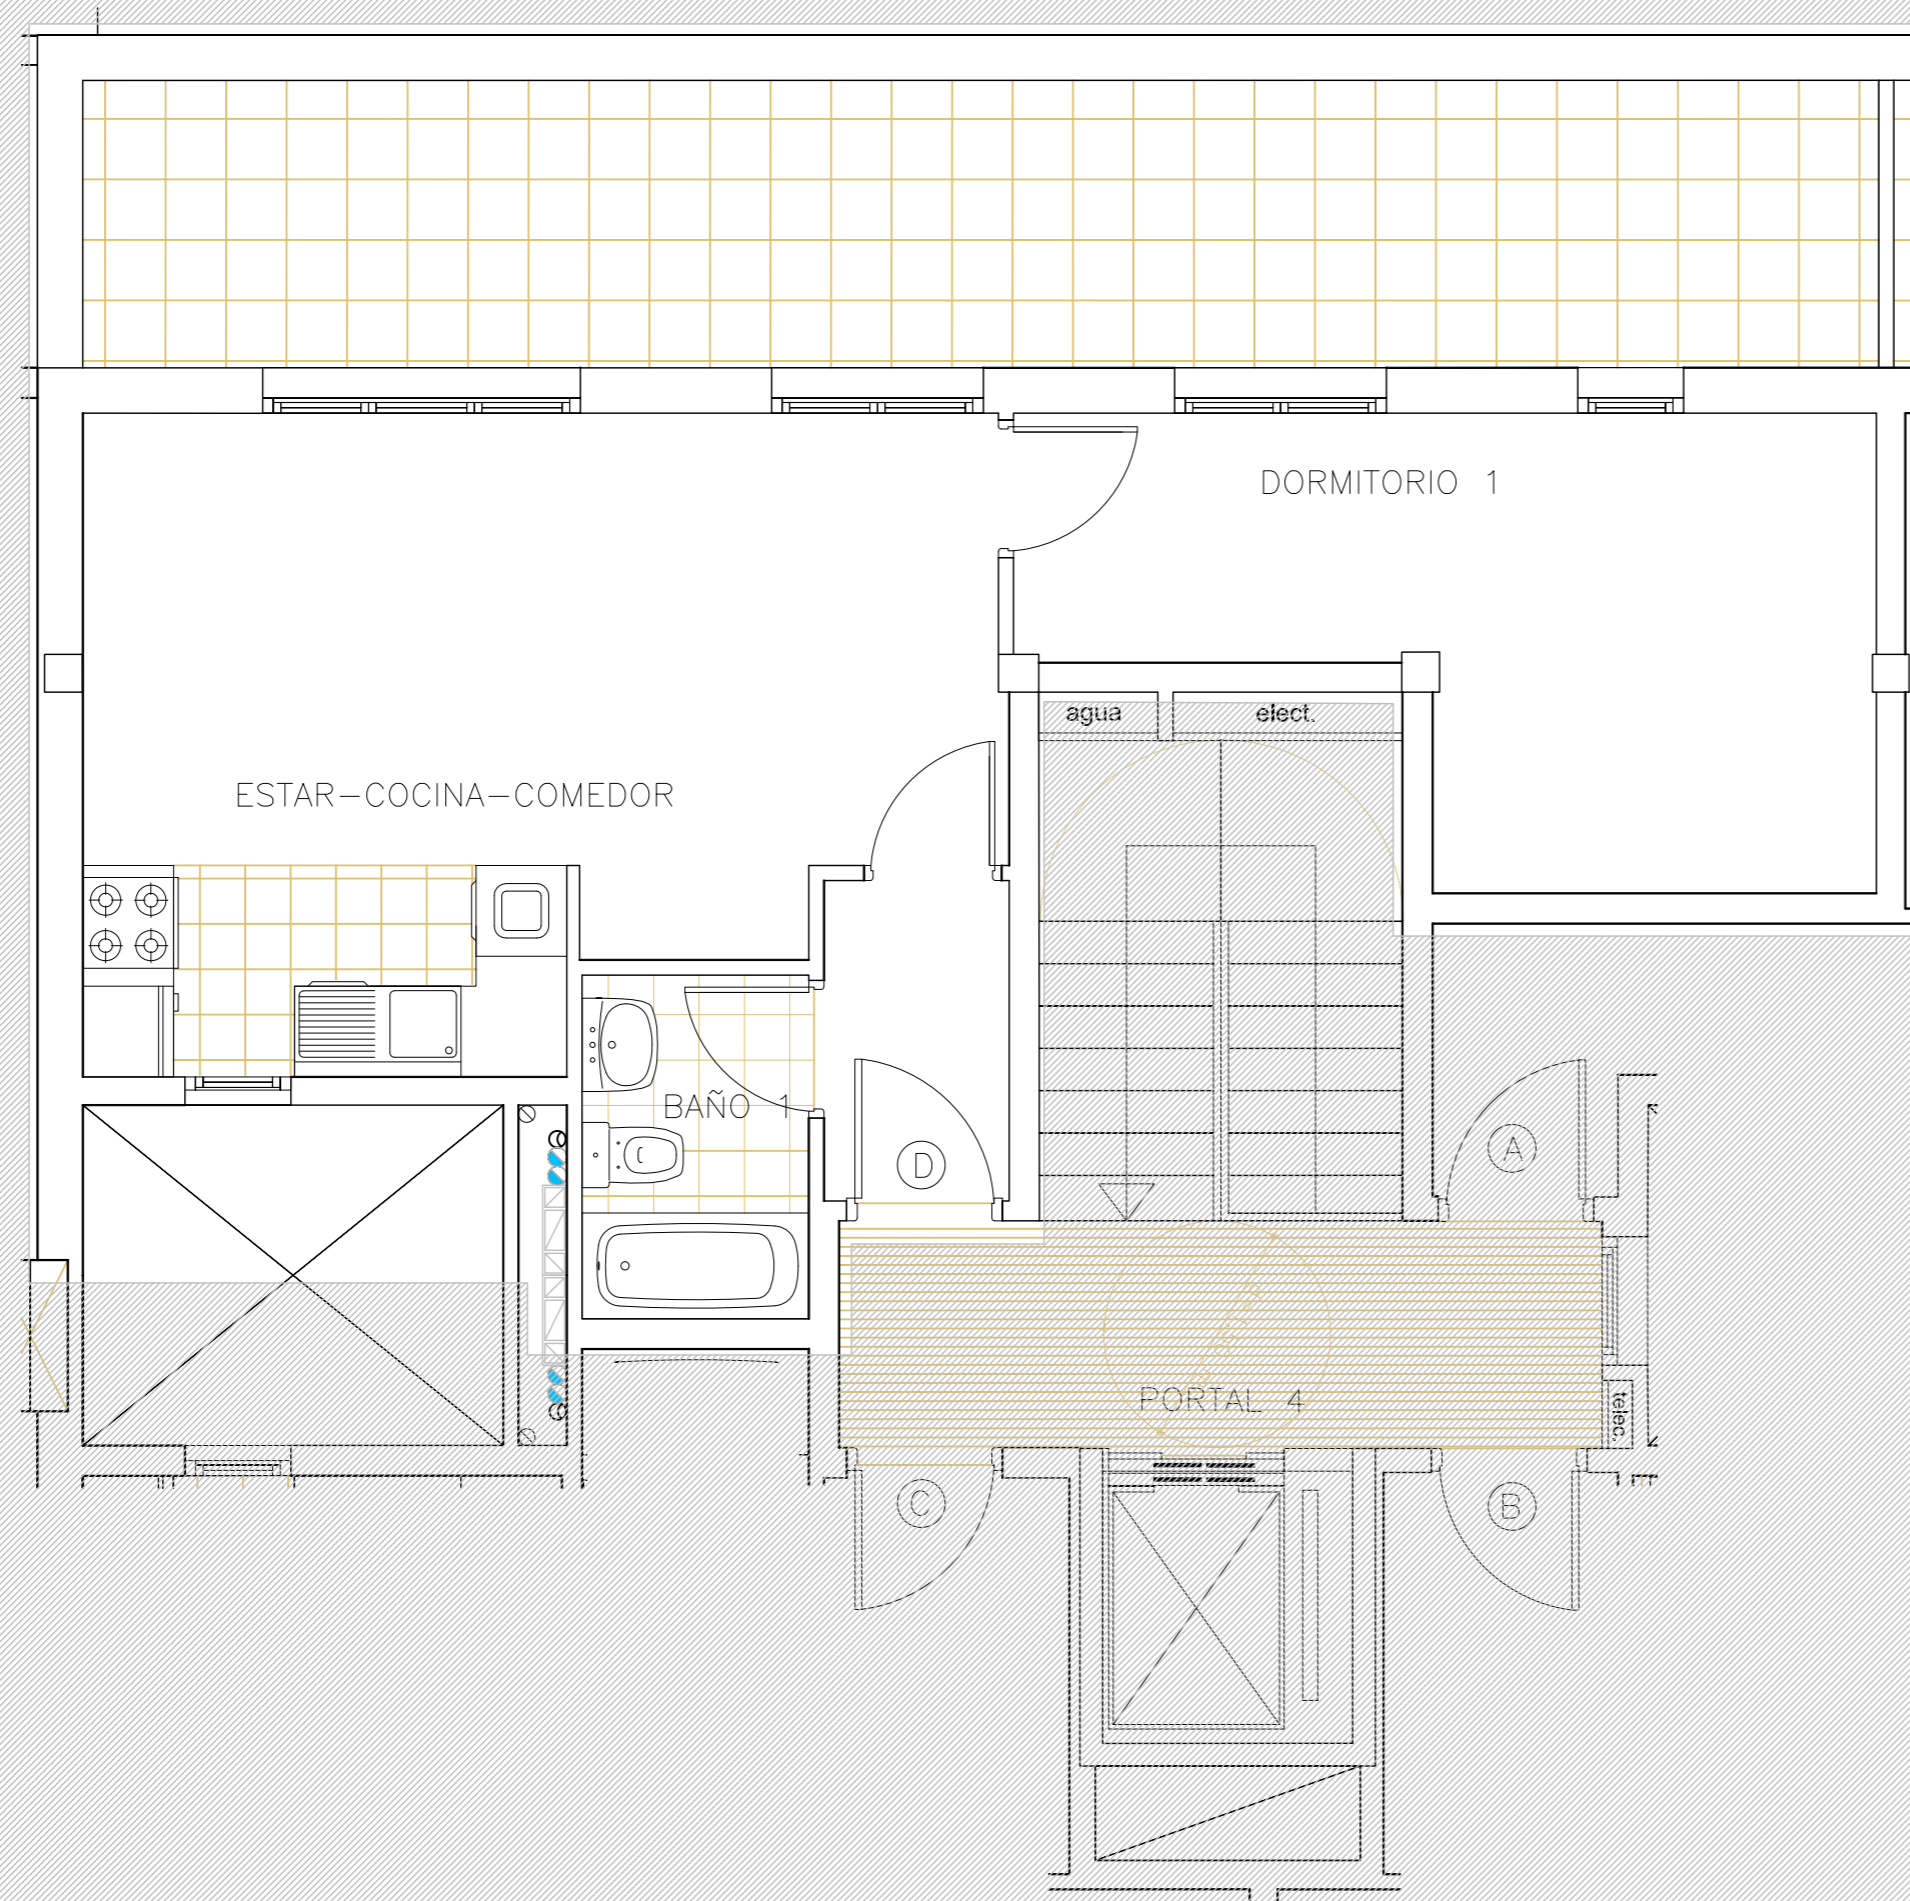 DORMITORIO 1
agua
elect.
ESTAR-COCINA-COMEDOR
BAÑO 1
D
A
PORTAL 4
telec.
C
B